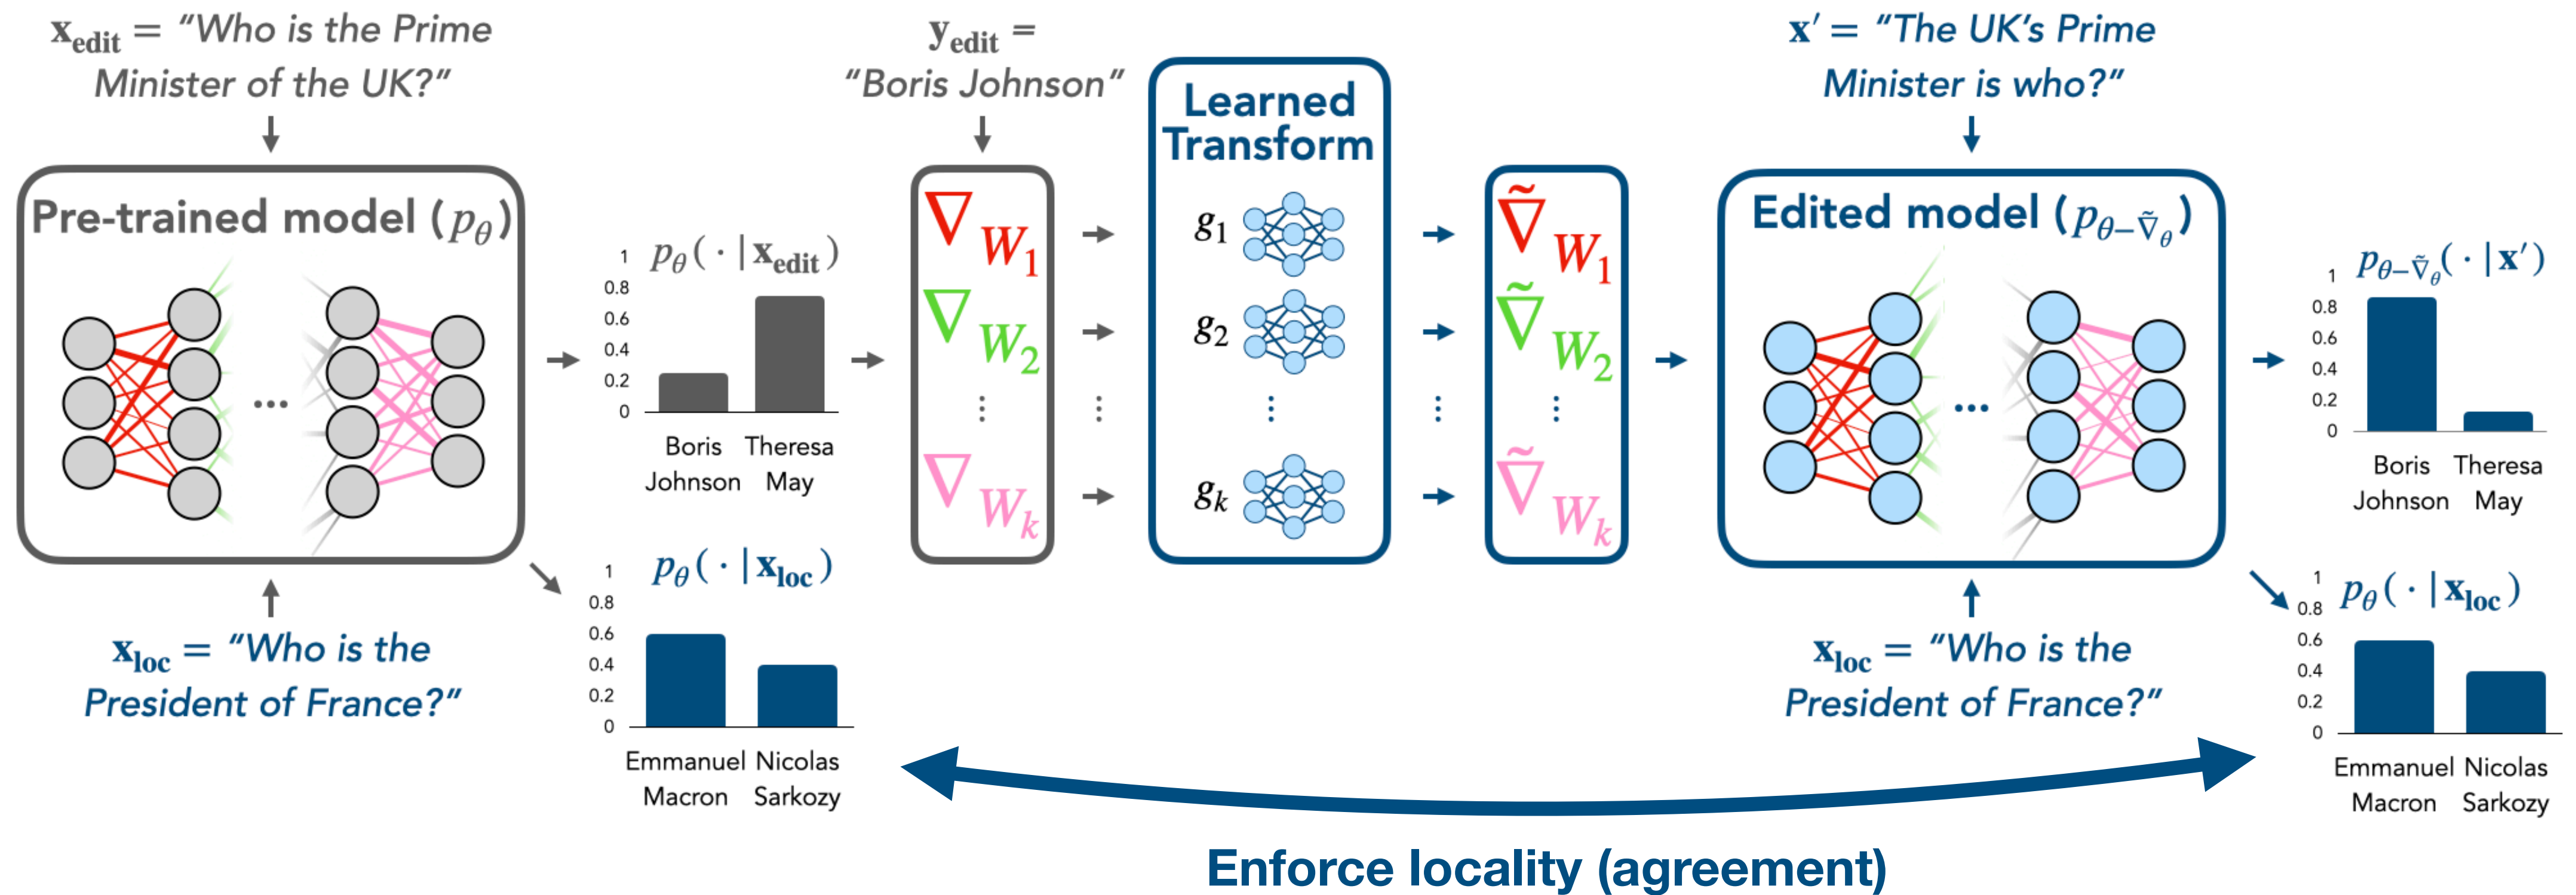 x_edit = "Who is the Prime
Minister of the UK?"
Pre-trained model (p_θ)
...
x_loc = "Who is the
President of France?"
p_θ( · | x_edit )
1
0.8
0.6
0.4
0.2
0
Boris Johnson
Theresa May
p_θ( · | x_loc )
1
0.8
0.6
0.4
0.2
0
Emmanuel Macron
Nicolas Sarkozy
y_edit =
"Boris Johnson"
∇W_1
∇W_2
⋮
∇W_k
Learned
Transform
g_1
g_2
⋮
g_k
∇̃W_1
∇̃W_2
⋮
∇̃W_k
x′ = "The UK's Prime
Minister is who?"
Edited model (p_{θ−∇̃_θ})
...
x_loc = "Who is the
President of France?"
p_{θ−∇̃_θ}( · | x′ )
1
0.8
0.6
0.4
0.2
0
Boris Johnson
Theresa May
p_θ( · | x_loc )
1
0.8
0.6
0.4
0.2
0
Emmanuel Macron
Nicolas Sarkozy
Enforce locality (agreement)